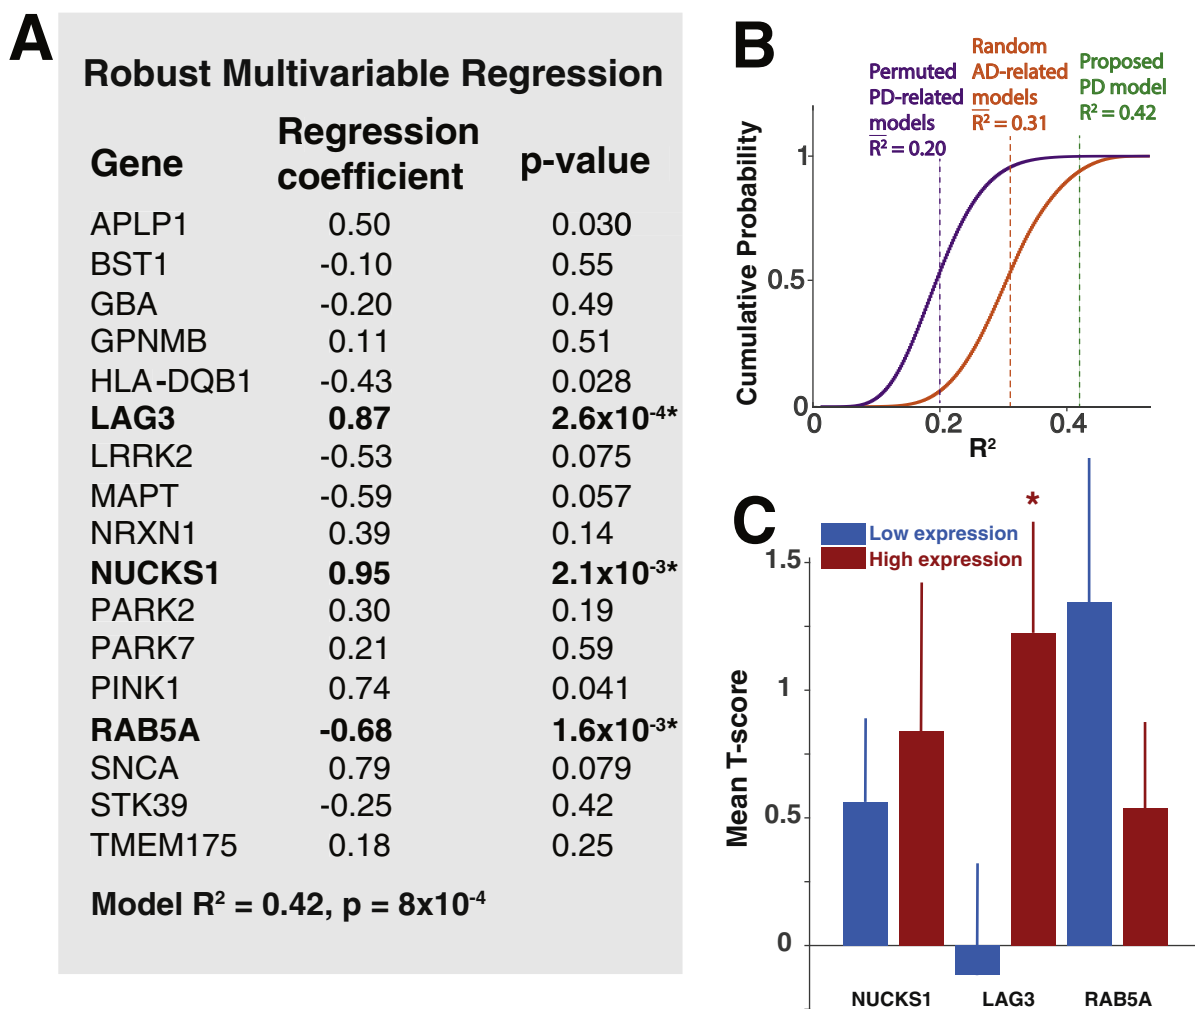 A
Robust Multivariable Regression
Gene Regression coefficient p-value
APLP1 0.50 0.030
BST1 -0.10 0.55
GBA -0.20 0.49
GPNMB 0.11 0.51
HLA-DQB1 -0.43 0.028
LAG3 0.87 2.6x10⁻⁴*
LRRK2 -0.53 0.075
MAPT -0.59 0.057
NRXN1 0.39 0.14
NUCKS1 0.95 2.1x10⁻³*
PARK2 0.30 0.19
PARK7 0.21 0.59
PINK1 0.74 0.041
RAB5A -0.68 1.6x10⁻³*
SNCA 0.79 0.079
STK39 -0.25 0.42
TMEM175 0.18 0.25
Model R² = 0.42, p = 8x10⁻⁴
B
Permuted
PD-related
models
R̅² = 0.20
Random
AD-related
models
R̅² = 0.31
Proposed
PD model
R² = 0.42
Cumulative Probability
1
0.5
0
0 0.2 0.4
R²
C
Low expression
High expression
*
Mean T-score
1.5
1
0.5
0
NUCKS1 LAG3 RAB5A